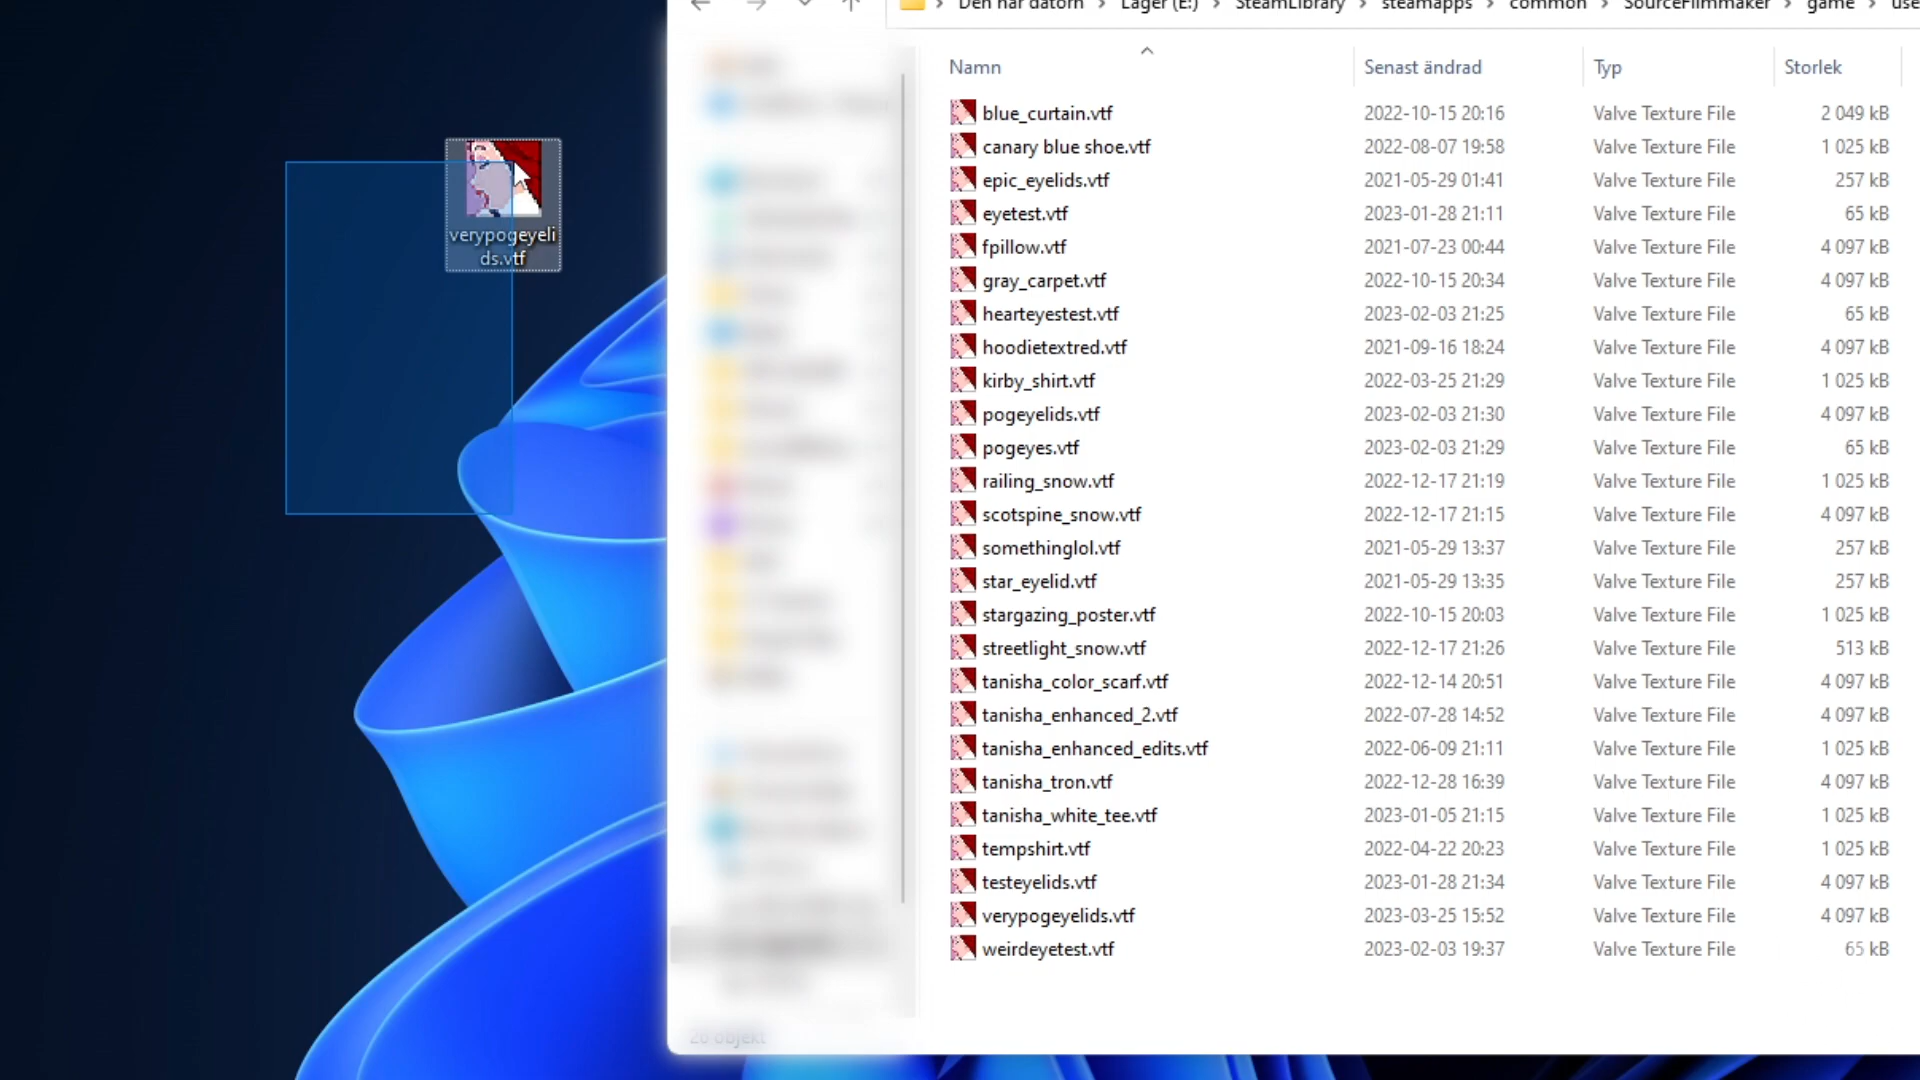 Den här datorn > Lager (E:) > SteamLibrary > steamapps > common > SourceFilmmaker > game > use
Namn Senast ändrad Typ Storlek
blue_curtain.vtf 2022-10-15 20:16 Valve Texture File 2 049 kB
canary blue shoe.vtf 2022-08-07 19:58 Valve Texture File 1 025 kB
epic_eyelids.vtf 2021-05-29 01:41 Valve Texture File 257 kB
eyetest.vtf 2023-01-28 21:11 Valve Texture File 65 kB
fpillow.vtf 2021-07-23 00:44 Valve Texture File 4 097 kB
gray_carpet.vtf 2022-10-15 20:34 Valve Texture File 4 097 kB
hearteyestest.vtf 2023-02-03 21:25 Valve Texture File 65 kB
hoodietextred.vtf 2021-09-16 18:24 Valve Texture File 4 097 kB
kirby_shirt.vtf 2022-03-25 21:29 Valve Texture File 1 025 kB
pogeyelids.vtf 2023-02-03 21:30 Valve Texture File 4 097 kB
pogeyes.vtf 2023-02-03 21:29 Valve Texture File 65 kB
railing_snow.vtf 2022-12-17 21:19 Valve Texture File 1 025 kB
scotspine_snow.vtf 2022-12-17 21:15 Valve Texture File 4 097 kB
somethinglol.vtf 2021-05-29 13:37 Valve Texture File 257 kB
star_eyelid.vtf 2021-05-29 13:35 Valve Texture File 257 kB
stargazing_poster.vtf 2022-10-15 20:03 Valve Texture File 1 025 kB
streetlight_snow.vtf 2022-12-17 21:26 Valve Texture File 513 kB
tanisha_color_scarf.vtf 2022-12-14 20:51 Valve Texture File 4 097 kB
tanisha_enhanced_2.vtf 2022-07-28 14:52 Valve Texture File 4 097 kB
tanisha_enhanced_edits.vtf 2022-06-09 21:11 Valve Texture File 1 025 kB
tanisha_tron.vtf 2022-12-28 16:39 Valve Texture File 4 097 kB
tanisha_white_tee.vtf 2023-01-05 21:15 Valve Texture File 1 025 kB
tempshirt.vtf 2022-04-22 20:23 Valve Texture File 1 025 kB
testeyelids.vtf 2023-01-28 21:34 Valve Texture File 4 097 kB
verypogeyelids.vtf 2023-03-25 15:52 Valve Texture File 4 097 kB
weirdeyetest.vtf 2023-02-03 19:37 Valve Texture File 65 kB
26 objekt
verypogeyeli
ds.vtf